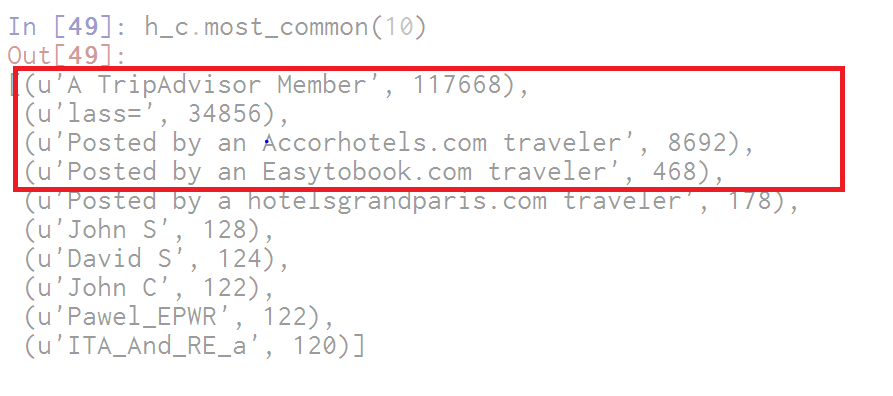 In [49]: h_c.most_common(10)
Out[49]:
[(u'A TripAdvisor Member', 117668),
(u'lass=', 34856),
(u'Posted by an Accorhotels.com traveler', 8692),
(u'Posted by an Easytobook.com traveler', 468),
(u'Posted by a hotelsgrandparis.com traveler', 178),
(u'John S', 128),
(u'David S', 124),
(u'John C', 122),
(u'Pawel_EPWR', 122),
(u'ITA_And_RE_a', 120)]